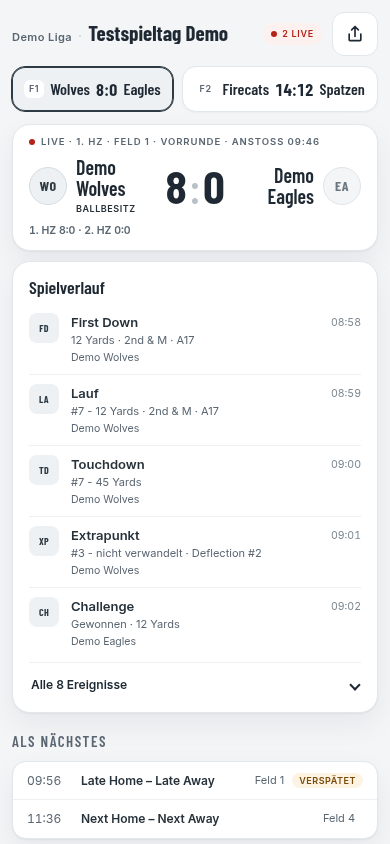 Demo Liga · Testspieltag Demo
2 LIVE
F1 Wolves 8:0 Eagles
F2 Firecats 14:12 Spatzen
LIVE · 1. HZ · FELD 1 · VORRUNDE · ANSTOSS 09:46
WO
Demo
Wolves
BALLBESITZ
8:0
Demo
Eagles
EA
1. HZ 8:0 · 2. HZ 0:0
Spielverlauf
FD First Down 08:58
12 Yards · 2nd & M · A17
Demo Wolves
LA Lauf 08:59
#7 - 12 Yards · 2nd & M · A17
Demo Wolves
TD Touchdown 09:00
#7 - 45 Yards
Demo Wolves
XP Extrapunkt 09:01
#3 - nicht verwandelt · Deflection #2
Demo Wolves
CH Challenge 09:02
Gewonnen · 12 Yards
Demo Eagles
Alle 8 Ereignisse
ALS NÄCHSTES
09:56 Late Home – Late Away Feld 1 VERSPÄTET
11:36 Next Home – Next Away Feld 4